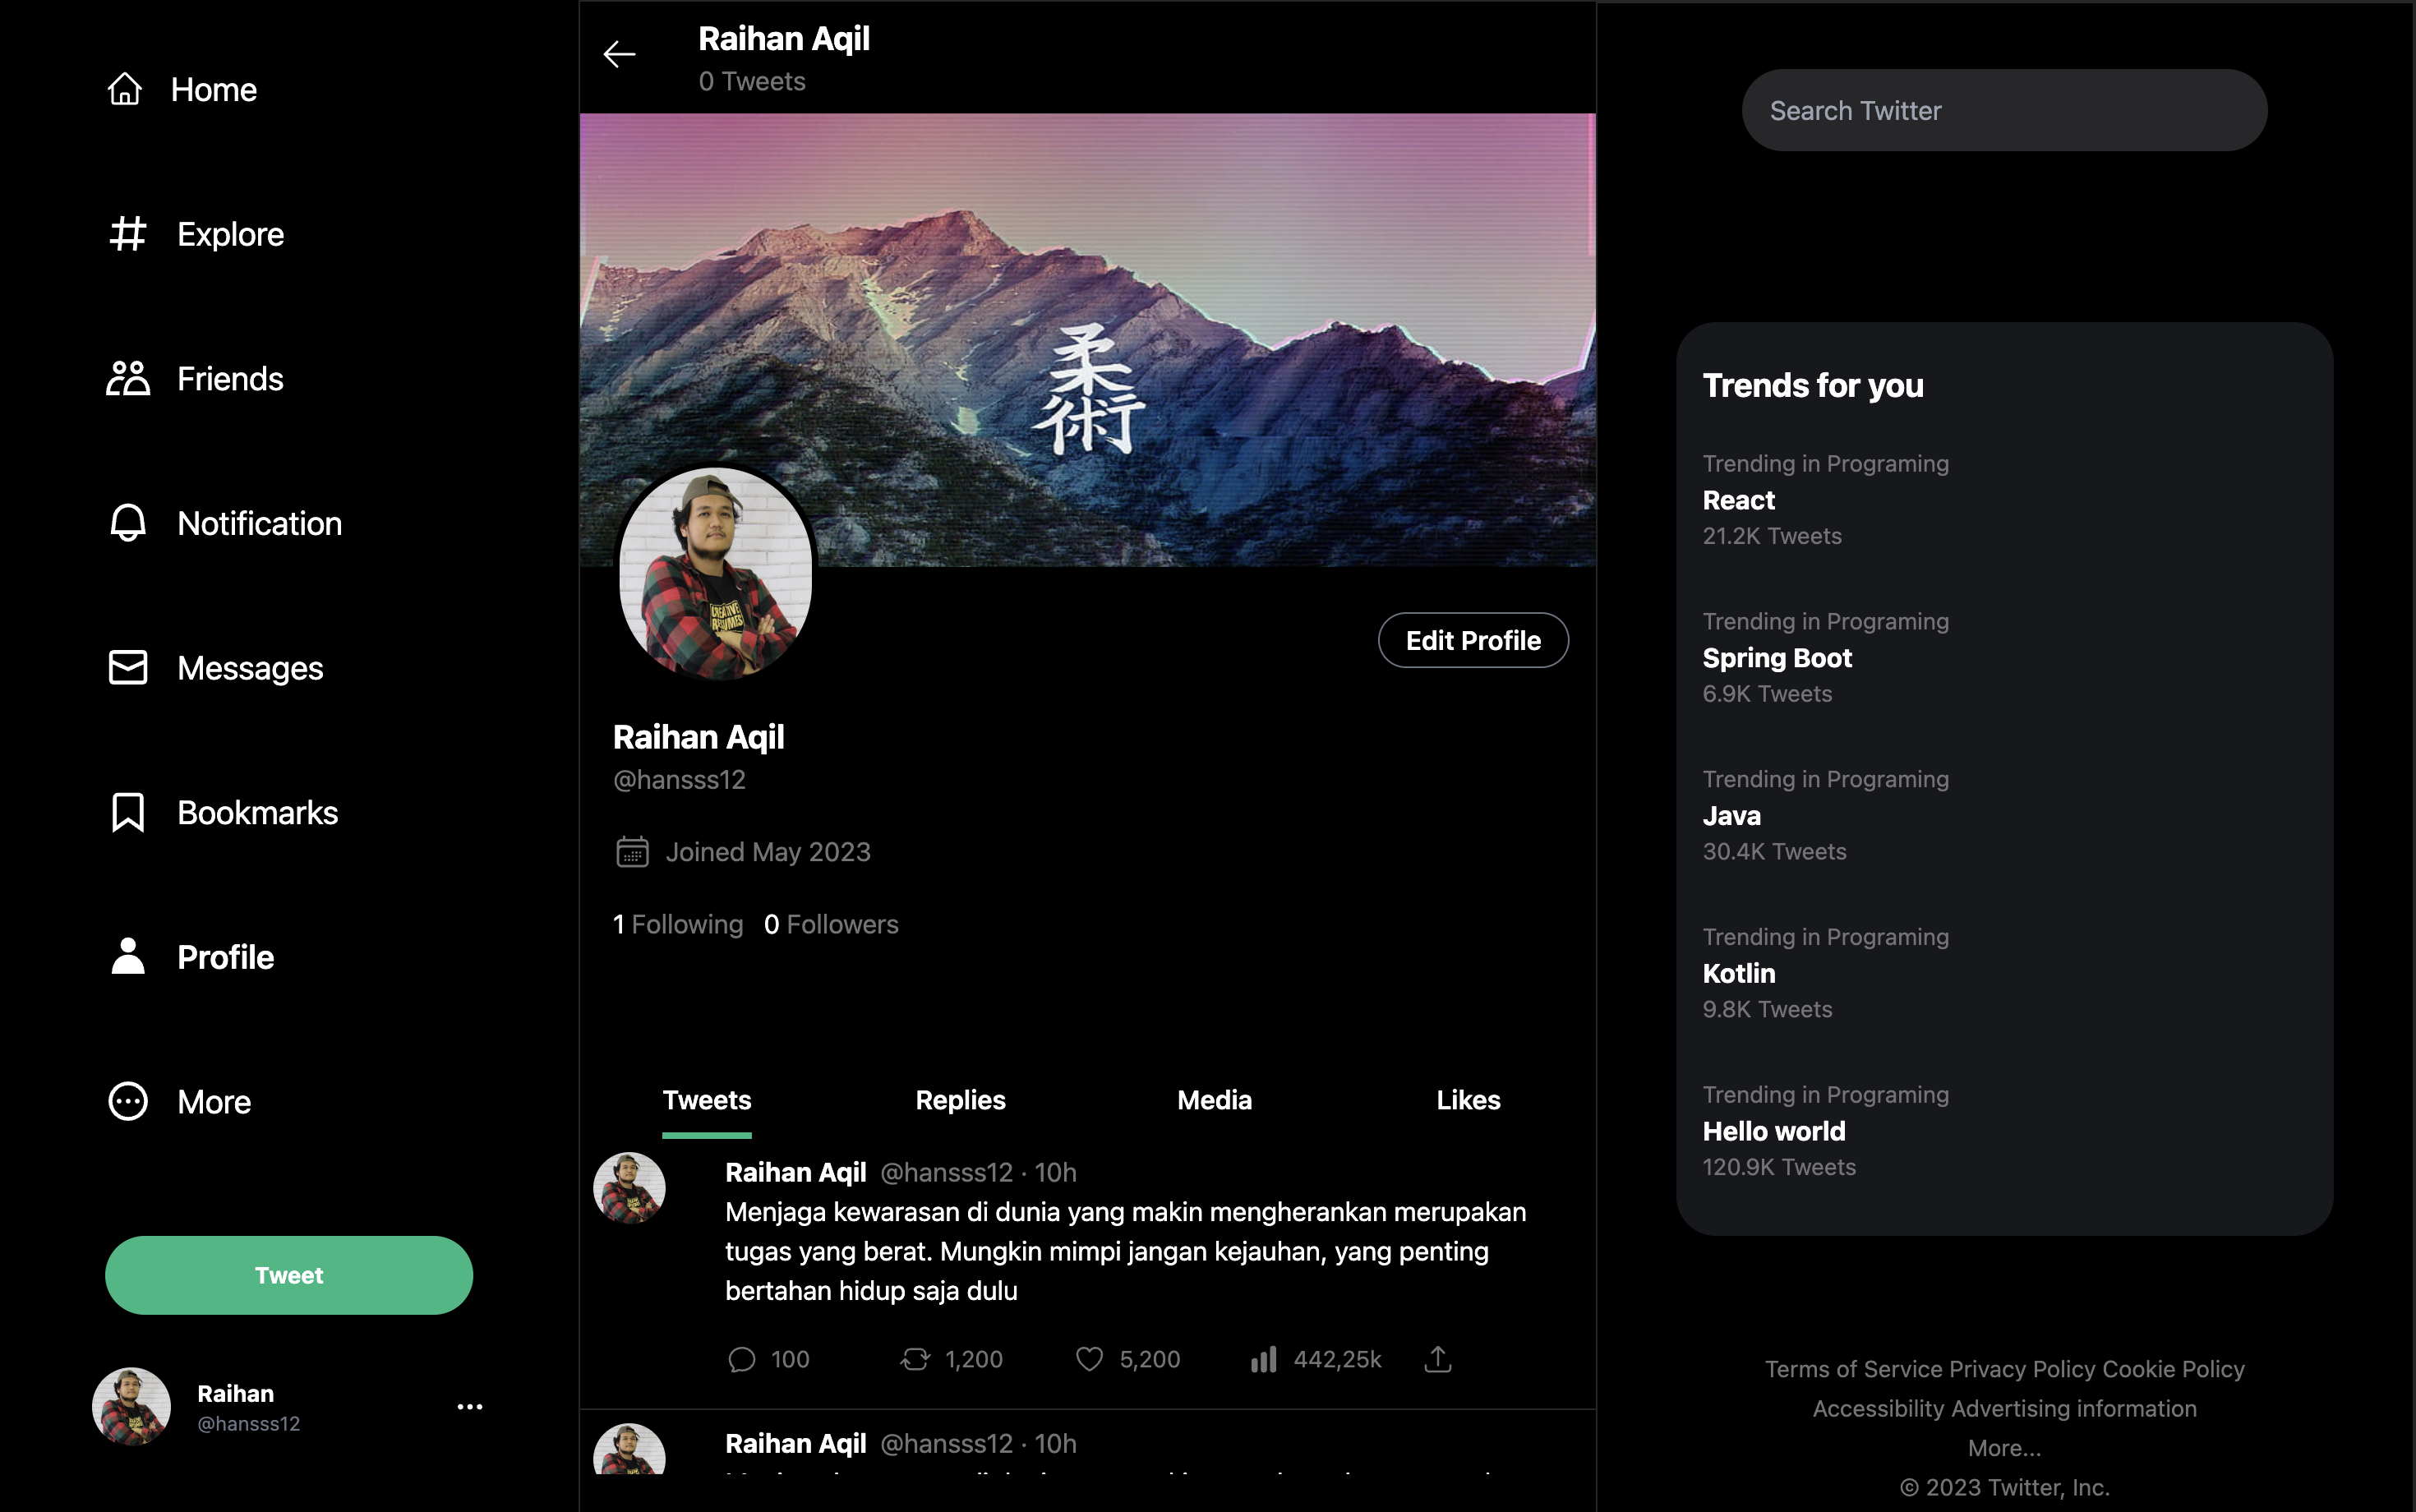 Home
Explore
Friends
Notification
Messages
Bookmarks
Profile
More
Tweet
Raihan
@hansss12
Raihan Aqil
0 Tweets
柔術
CREATIVE
RESUMES
Edit Profile
Raihan Aqil
@hansss12
Joined May 2023
1 Following 0 Followers
Tweets Replies Media Likes
Raihan Aqil @hansss12 · 10h
Menjaga kewarasan di dunia yang makin mengherankan merupakan
tugas yang berat. Mungkin mimpi jangan kejauhan, yang penting
bertahan hidup saja dulu
100 1,200 5,200 442,25k
Raihan Aqil @hansss12 · 10h
Search Twitter
Trends for you
Trending in Programing
React
21.2K Tweets
Trending in Programing
Spring Boot
6.9K Tweets
Trending in Programing
Java
30.4K Tweets
Trending in Programing
Kotlin
9.8K Tweets
Trending in Programing
Hello world
120.9K Tweets
Terms of Service Privacy Policy Cookie Policy
Accessibility Advertising information
More...
© 2023 Twitter, Inc.